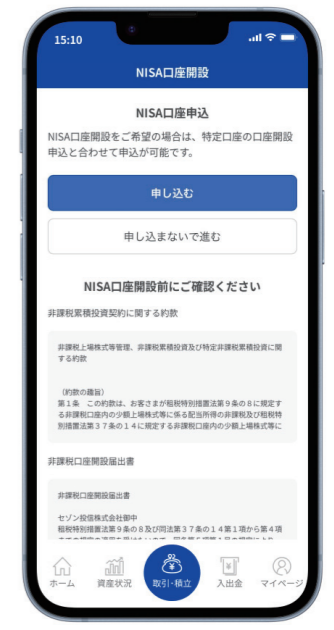 15:10
NISA口座開設
NISA口座申込
NISA口座開設をご希望の場合は、特定口座の口座開設
申込と合わせて申込が可能です。
申し込む
申し込まないで進む
NISA口座開設前にご確認ください
非課税累積投資契約に関する約款
非課税上場株式等管理、非課税累積投資及び特定非課税累積投資に関
する約款
(約款の趣旨)
第1条 この約款は、お客さまが租税特別措置法第9条の8に規定す
る非課税口座内の少額上場株式等に係る配当所得の非課税及び租税特
別措置法第37条の14に規定する非課税口座内の少額上場株式等に
非課税口座開設届出書
非課税口座開設届出書
セゾン投信株式会社御中
租税特別措置法第9条の8及び同法第37条の14第1項から第4項
ホーム
資産状況
取引・積立
入出金
マイページ